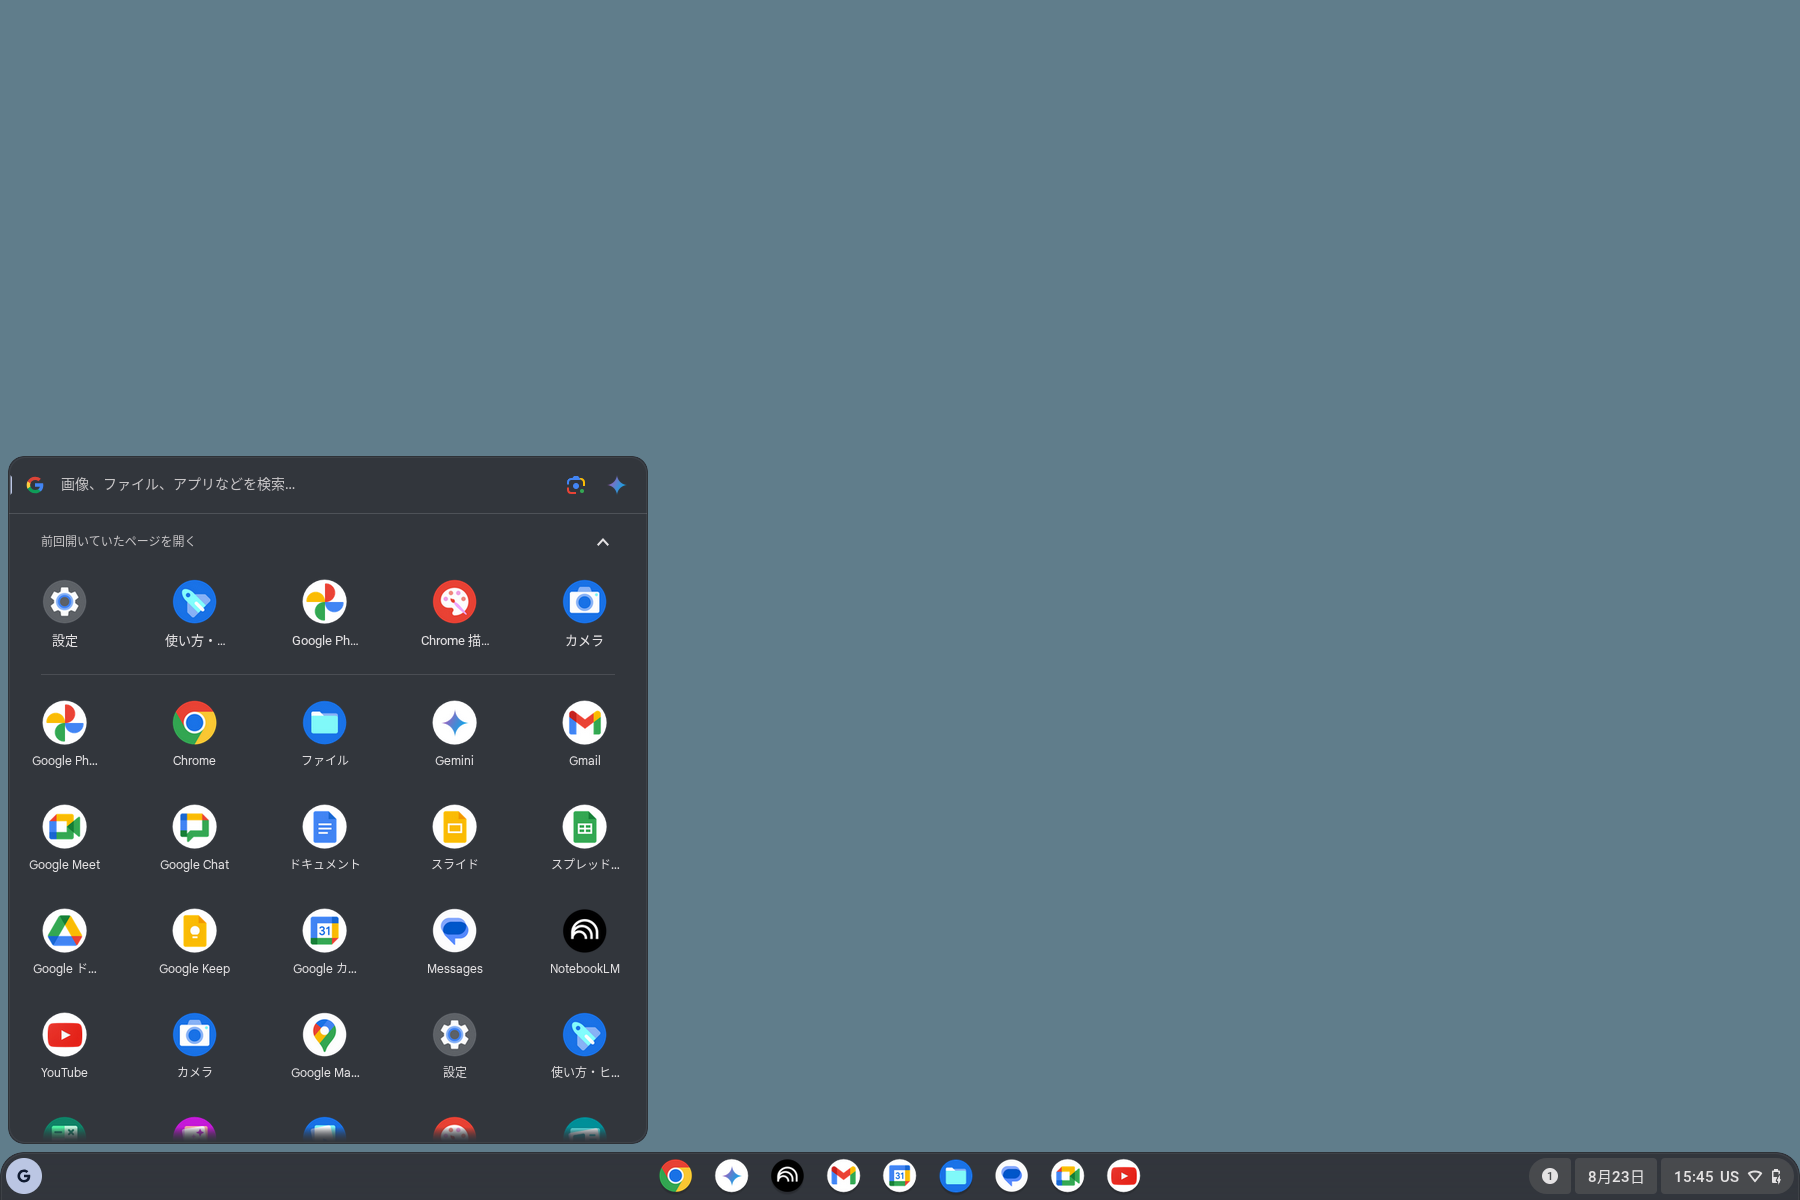 画像、ファイル、アプリなどを検索...
前回開いていたページを開く
設定
使い方・...
Google Ph...
Chrome 描...
カメラ
Google Ph...
Chrome
ファイル
Gemini
Gmail
Google Meet
Google Chat
ドキュメント
スライド
スプレッド...
Google ド...
Google Keep
31
Google カ...
Messages
NotebookLM
YouTube
カメラ
Google Ma...
設定
使い方・ヒ...
G
31
1
8月23日
15:45 US